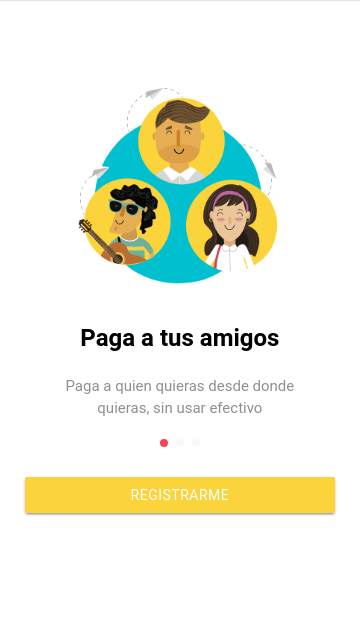 Paga a tus amigos
Paga a quien quieras desde donde
quieras, sin usar efectivo
REGISTRARME